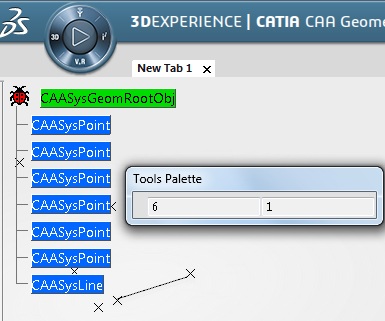 3DEXPERIENCE | CATIA CAA Geome
3D
V.R
New Tab 1 x
CAASysGeomRootObj
CAASysPoint
CAASysPoint
CAASysPoint
CAASysPoint
CAASysPoint
CAASysPoint
CAASysLine
Tools Palette
6 1